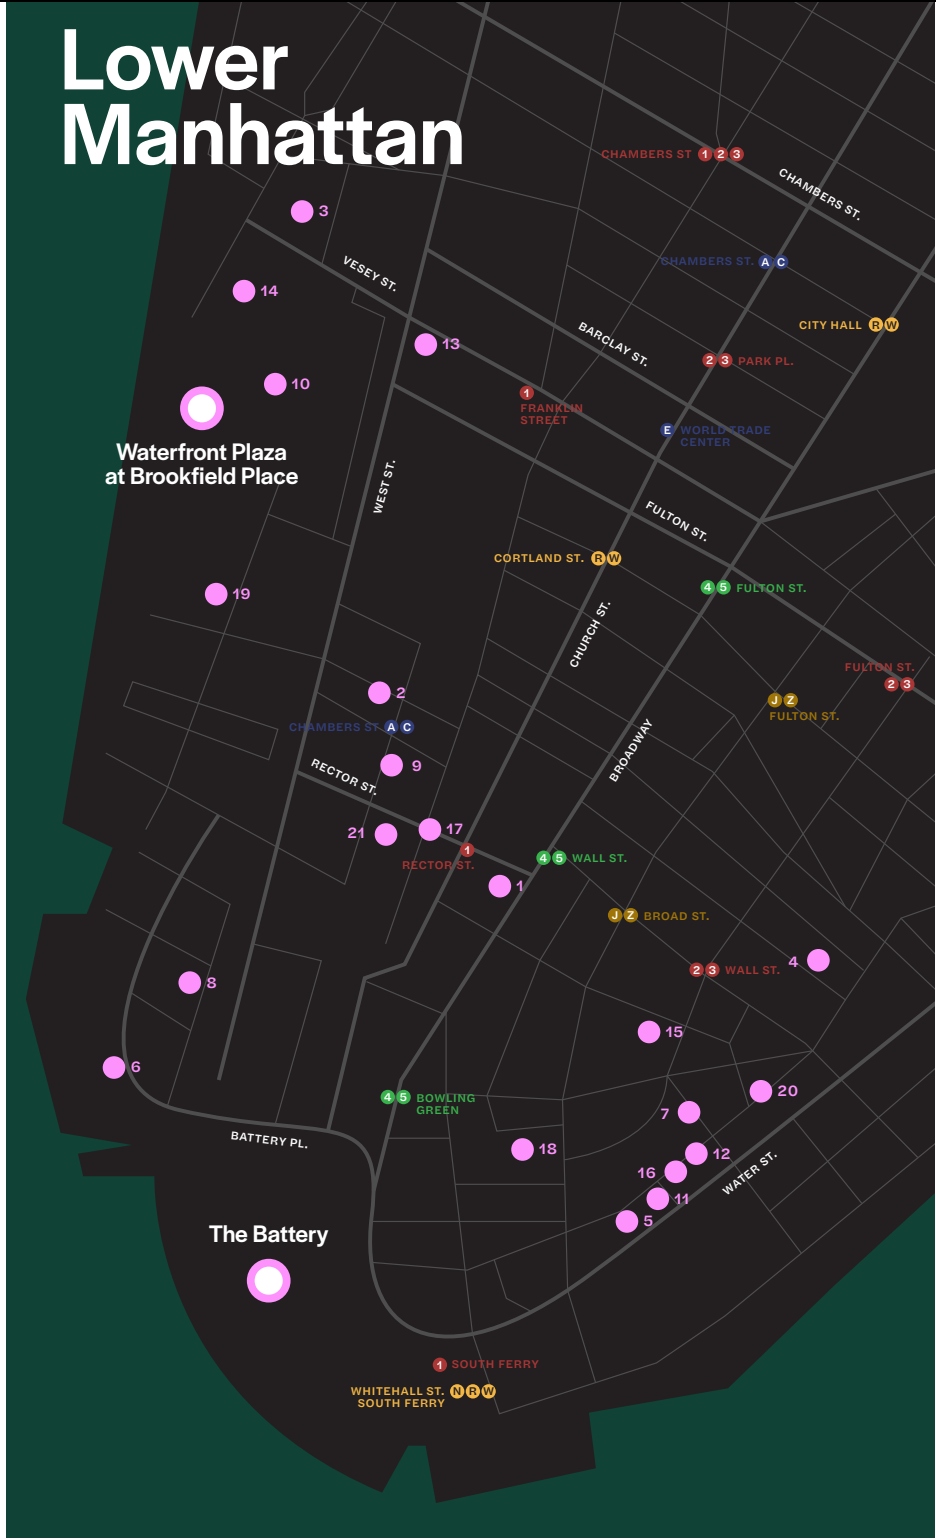 Lower
Manhattan
CHAMBERS ST 1 2 3
CHAMBERS ST.
3
CHAMBERS ST. A C
VESEY ST.
14
CITY HALL R W
13
BARCLAY ST.
2 3 PARK PL.
10
1
FRANKLIN
STREET
E WORLD TRADE
CENTER
Waterfront Plaza
at Brookfield Place
WEST ST.
FULTON ST.
CORTLAND ST. R W
4 5 FULTON ST.
19
CHURCH ST.
FULTON ST.
2 3
2
J Z
FULTON ST.
CHAMBERS ST A C
BROADWAY
9
RECTOR ST.
21
17
1
RECTOR ST.
4 5 WALL ST.
1
J Z BROAD ST.
4
2 3 WALL ST.
8
15
6
20
4 5 BOWLING
GREEN
7
BATTERY PL.
18
12
16
WATER ST.
11
5
The Battery
1 SOUTH FERRY
WHITEHALL ST. N R W
SOUTH FERRY